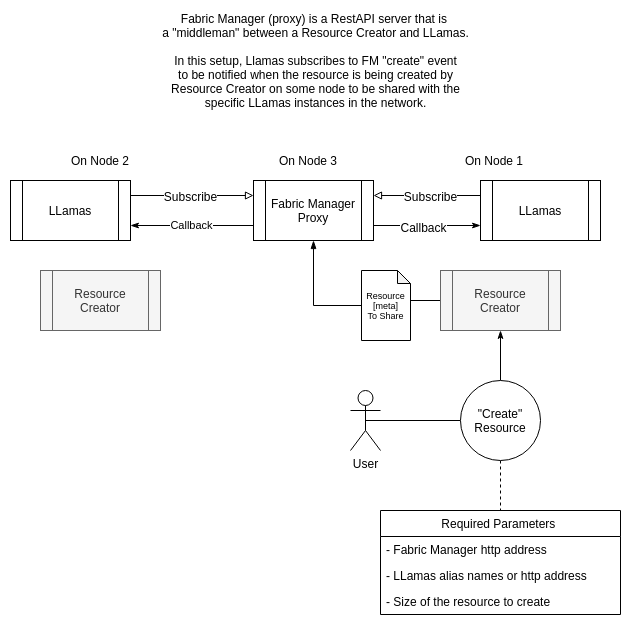 Fabric Manager (proxy) is a RestAPI server that is
a "middleman" between a Resource Creator and LLamas.
In this setup, Llamas subscribes to FM "create" event
to be notified when the resource is being created by
Resource Creator on some node to be shared with the
specific LLamas instances in the network.
On Node 2
On Node 3
On Node 1
LLamas
Subscribe
Callback
Fabric Manager
Proxy
Subscribe
Callback
LLamas
Resource
Creator
Resource
[meta]
To Share
Resource
Creator
"Create"
Resource
User
Required Parameters
- Fabric Manager http address
- LLamas alias names or http address
- Size of the resource to create